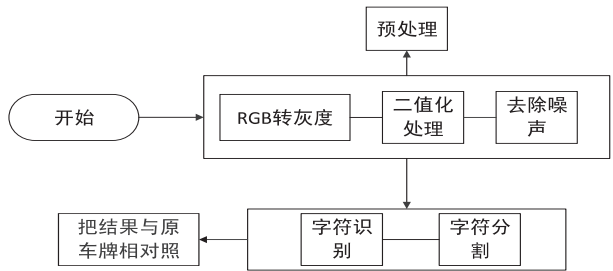 预处理
开始
RGB转灰度
二值化
处理
去除噪
声
把结果与原
车牌相对照
字符识
别
字符分
割